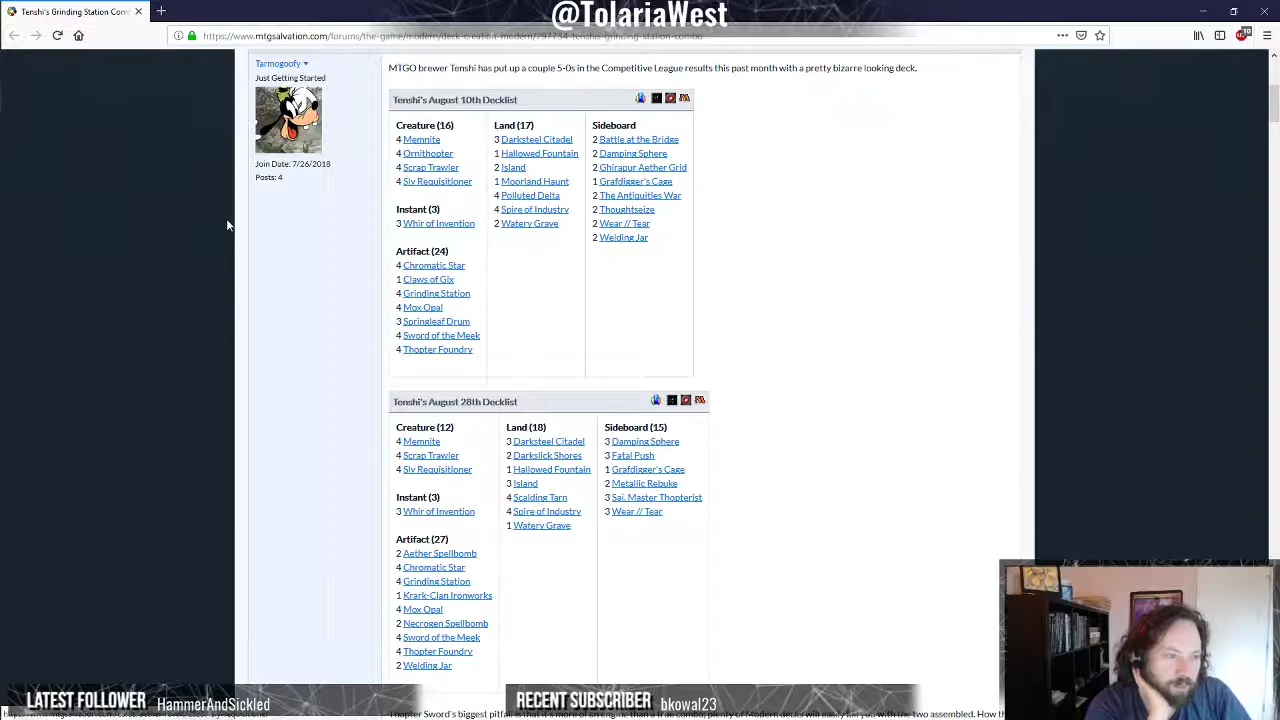 Tenshi's Grinding Station Com
@TolariaWest
https://www.mtgsalvation.com/forums/the-game/modern/deck-creation-modern/797734-tenshis-grinding-station-combo
Tarmogoofy
Just Getting Started
Join Date: 7/26/2018
Posts: 4
MTGO brewer Tenshi has put up a couple 5-0s in the Competitive League results this past month with a pretty bizarre looking deck.
Tenshi's August 10th Decklist
Creature (16)
4 Memnite
4 Ornithopter
4 Scrap Trawler
4 Sly Requisitioner
Instant (3)
3 Whir of Invention
Artifact (24)
4 Chromatic Star
1 Claws of Gix
4 Grinding Station
4 Mox Opal
3 Springleaf Drum
4 Sword of the Meek
4 Thopter Foundry
Land (17)
3 Darksteel Citadel
1 Hallowed Fountain
2 Island
1 Moorland Haunt
4 Polluted Delta
4 Spire of Industry
2 Watery Grave
Sideboard
2 Battle at the Bridge
2 Damping Sphere
2 Ghirapur Aether Grid
1 Grafdigger's Cage
2 The Antiquities War
2 Thoughtseize
2 Wear // Tear
2 Welding Jar
Tenshi's August 28th Decklist
Creature (12)
4 Memnite
4 Scrap Trawler
4 Sly Requisitioner
Instant (3)
3 Whir of Invention
Artifact (27)
2 Aether Spellbomb
4 Chromatic Star
4 Grinding Station
1 Krark-Clan Ironworks
4 Mox Opal
2 Necrogen Spellbomb
4 Sword of the Meek
4 Thopter Foundry
2 Welding Jar
Land (18)
3 Darksteel Citadel
2 Darkslick Shores
1 Hallowed Fountain
3 Island
4 Scalding Tarn
4 Spire of Industry
1 Watery Grave
Sideboard (15)
3 Damping Sphere
3 Fatal Push
1 Grafdigger's Cage
2 Metallic Rebuke
3 Sai, Master Thopterist
3 Wear // Tear
LATEST FOLLOWER HammerAndSickled
RECENT SUBSCRIBER bkowal23